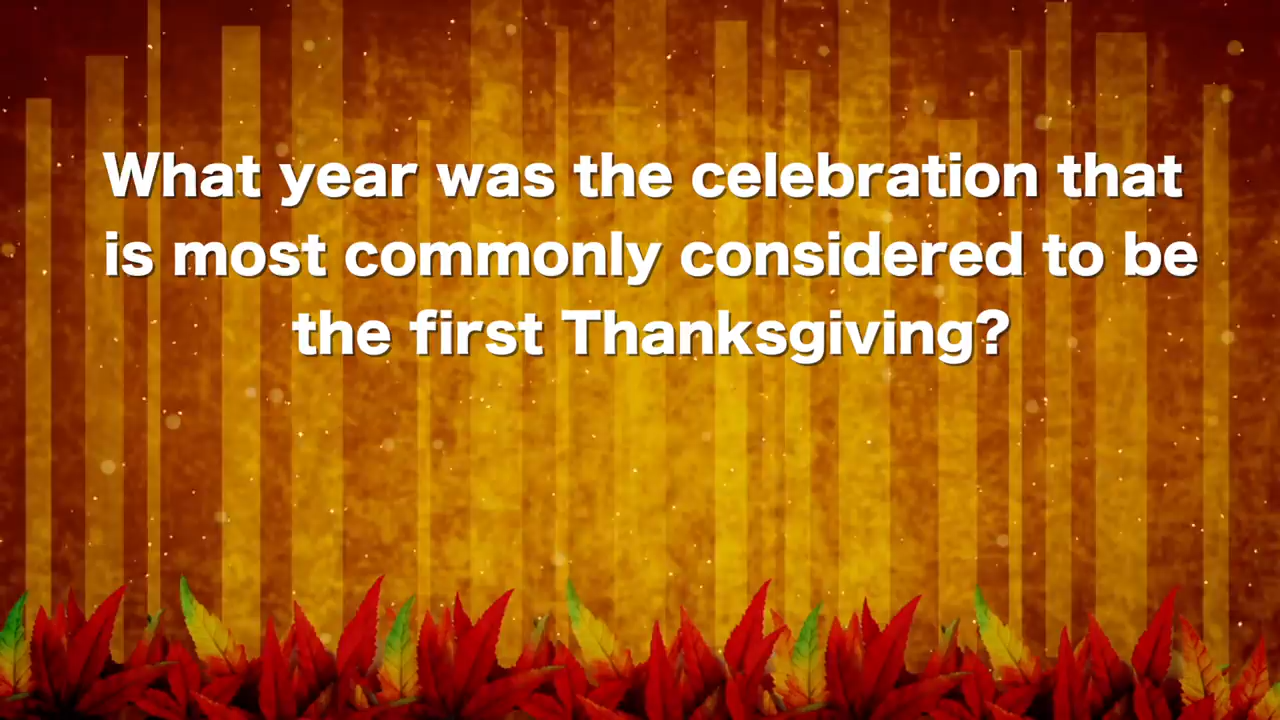 What year was the celebration that
is most commonly considered to be
the first Thanksgiving?